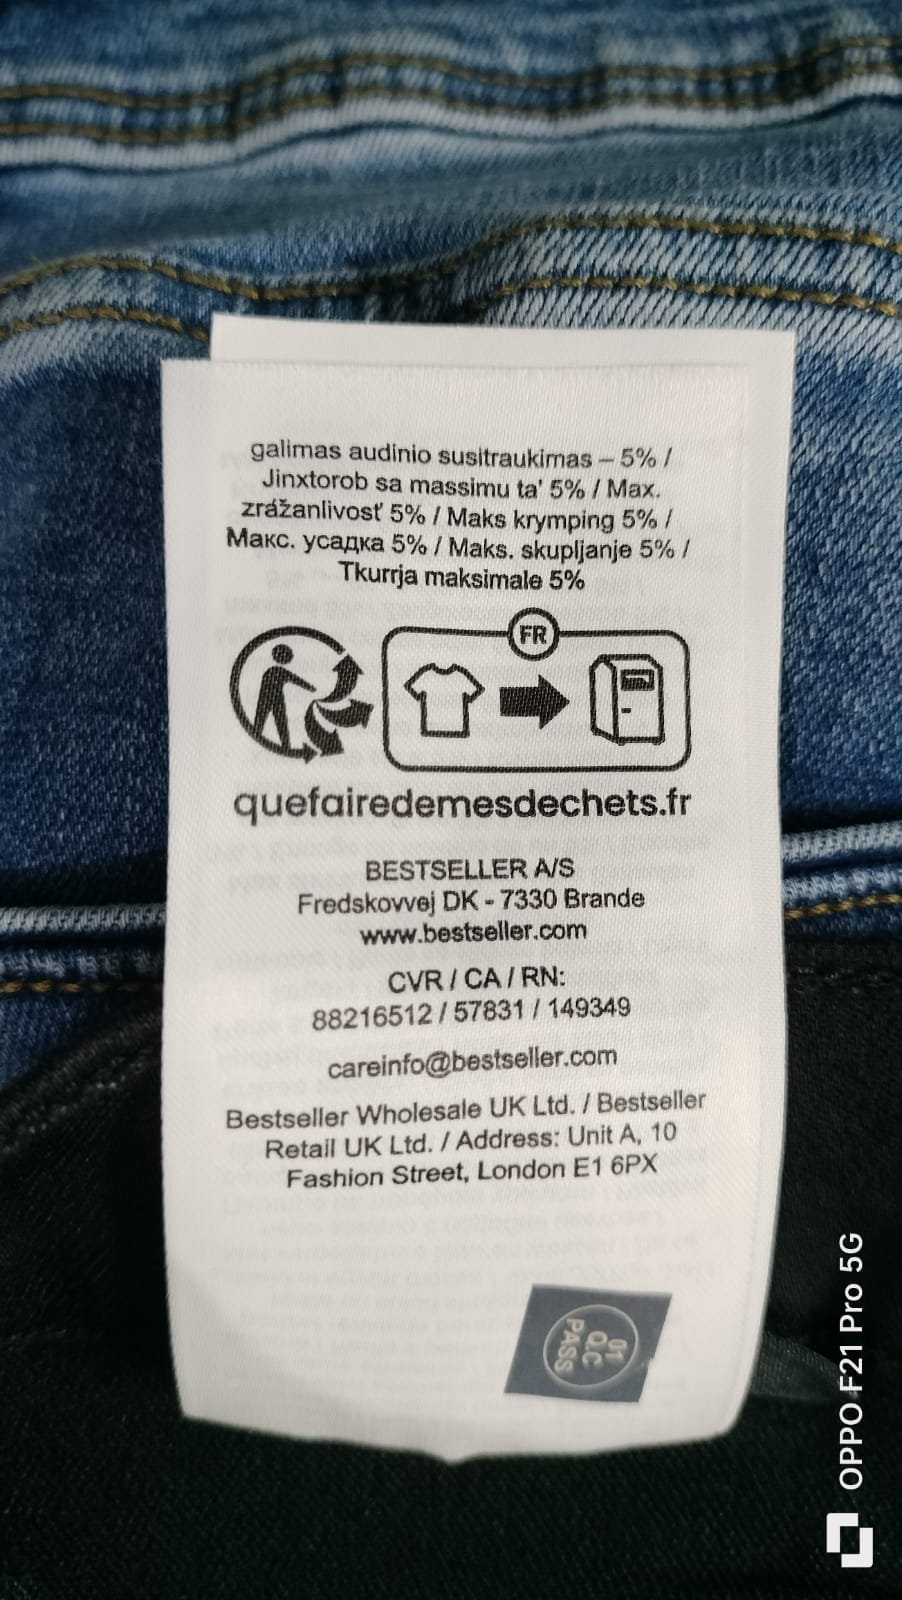 galimas audinio susitraukimas – 5% /
Jinxtorob sa massimu ta' 5% / Max.
zrážanlivosť 5% / Maks krymping 5% /
Макс. усадка 5% / Maks. skupljanje 5% /
Tkurrja maksimale 5%
FR
quefairedemesdechets.fr
BESTSELLER A/S
Fredskovvej DK - 7330 Brande
www.bestseller.com
CVR / CA / RN:
88216512 / 57831 / 149349
careinfo@bestseller.com
Bestseller Wholesale UK Ltd. / Bestseller
Retail UK Ltd. / Address: Unit A, 10
Fashion Street, London E1 6PX
01
Q.C
PASS
OPPO F21 Pro 5G